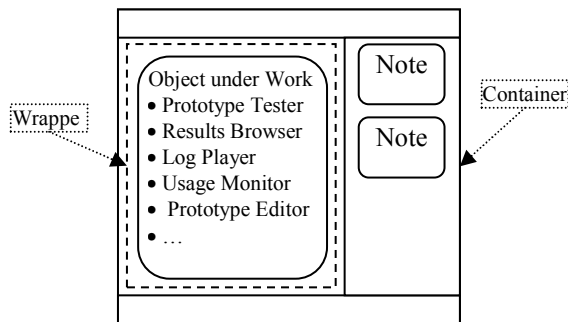 Object under Work
• Prototype Tester
• Results Browser
• Log Player
• Usage Monitor
• Prototype Editor
• ...
Note
Note
Wrappe
Container